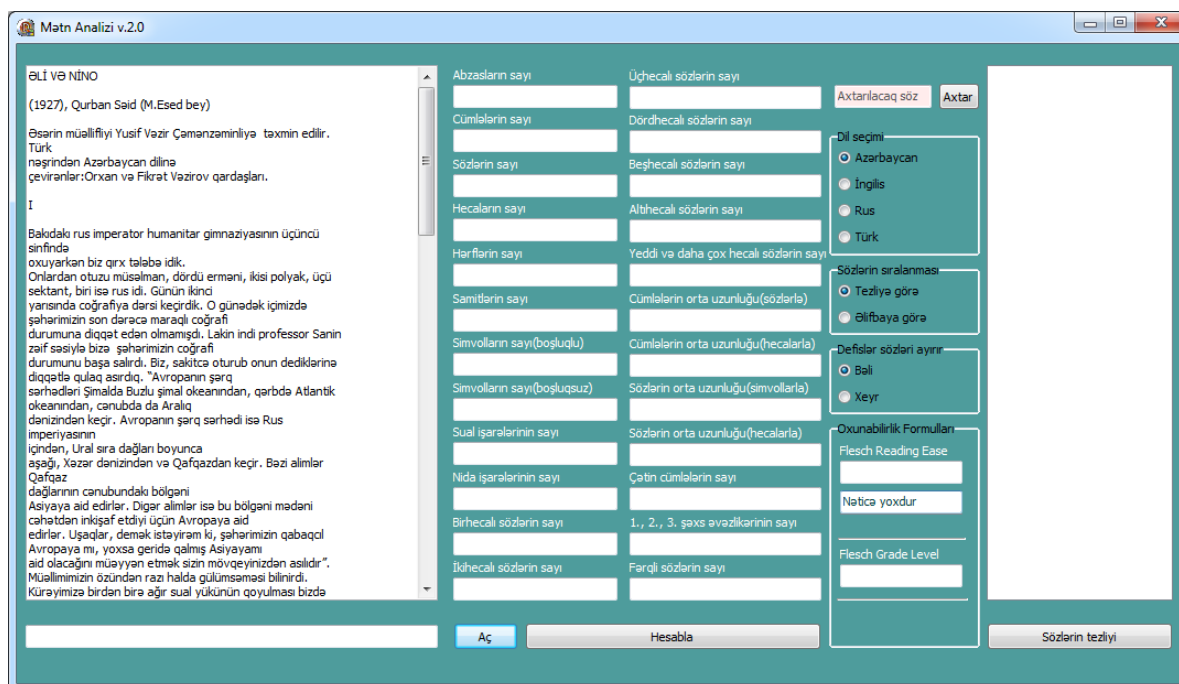 Mətn Analizi v.2.0
ƏLİ VƏ NİNO
(1927), Qurban Səid (M.Esed bey)
Əsərin müəllifliyi Yusif Vəzir Çəmənzəminliyə təxmin edilir.
Türk
nəşrindən Azərbaycan dilinə
çevirənlər:Orxan və Fikrət Vəzirov qardaşları.
I
Bakıdakı rus imperator humanitar gimnaziyasının üçüncü
sinfində
oxuyarkən biz qırx tələbə idik.
Onlardan otuzu müsəlman, dördü erməni, ikisi polyak, üçü
sektant, biri isə rus idi. Günün ikinci
yarısında coğrafiya dərsi keçirdik. O günədək içimizdə
şəhərimizin son dərəcə maraqlı coğrafi
durumuna diqqət edən olmamışdı. Lakin indi professor Sanin
zəif səsiylə bizə şəhərimizin coğrafi
durumunu başa salırdı. Biz, sakitcə oturub onun dediklərinə
diqqətlə qulaq asırdıq. “Avropanın şərq
sərhədləri Şimalda Buzlu şimal okeanından, qərbdə Atlantik
okeanından, cənubda da Aralıq
dənizindən keçir. Avropanın şərq sərhədi isə Rus
imperiyasının
içindən, Ural sıra dağları boyunca
aşağı, Xəzər dənizindən və Qafqazdan keçir. Bəzi alimlər
Qafqaz
dağlarının cənubundakı bölgəni
Asiyaya aid edirlər. Digər alimlər isə bu bölgəni mədəni
cəhətdən inkişaf etdiyi üçün Avropaya aid
edirlər. Uşaqlar, demək istəyirəm ki, şəhərimizin qabaqcıl
Avropaya mı, yoxsa geridə qalmış Asiyayamı
aid olacağını müəyyən etmək sizin mövqeyinizdən asılıdır”.
Müəllimimizin özündən razı halda gülümsəməsi bilinirdi.
Kürəyimizə birdən birə ağır sual yükünün qoyulması bizdə
Abzasların sayı
Cümlələrin sayı
Sözlərin sayı
Hecaların sayı
Hərflərin sayı
Samitlərin sayı
Simvolların sayı(boşluqlu)
Simvolların sayı(boşluqsuz)
Sual işarələrinin sayı
Nida işarələrinin sayı
Birhecalı sözlərin sayı
İkihecalı sözlərin sayı
Üçhecalı sözlərin sayı
Dördhecalı sözlərin sayı
Beşhecalı sözlərin sayı
Altıhecalı sözlərin sayı
Yeddi və daha çox hecalı sözlərin sayı
Cümlələrin orta uzunluğu(sözlərlə)
Cümlələrin orta uzunluğu(hecalarla)
Sözlərin orta uzunluğu(simvollarla)
Sözlərin orta uzunluğu(hecalarla)
Çətin cümlələrin sayı
1., 2., 3. şəxs əvəzliklərinin sayı
Fərqli sözlərin sayı
Axtarılacaq söz
Axtar
Dil seçimi
Azərbaycan
İngilis
Rus
Türk
Sözlərin sıralanması
Tezliyə görə
Əlifbaya görə
Defislər sözləri ayırır
Bəli
Xeyr
Oxunabilirlik Formulları
Flesch Reading Ease
Nəticə yoxdur
Flesch Grade Level
Aç
Hesabla
Sözlərin tezliyi